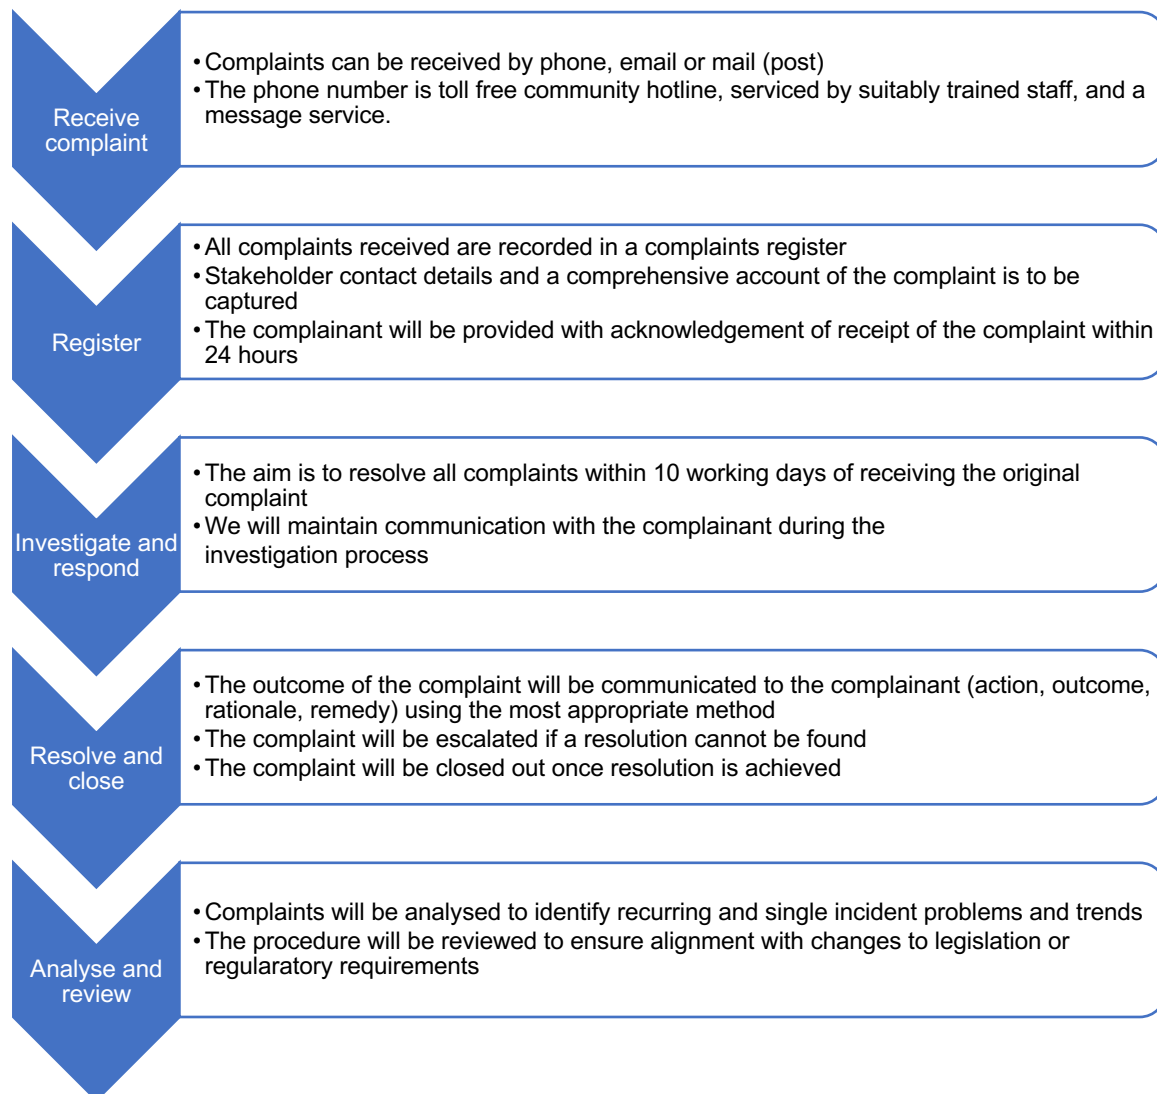 Receive
complaint
•Complaints can be received by phone, email or mail (post)
•The phone number is toll free community hotline, serviced by suitably trained staff, and a
message service.
Register
•All complaints received are recorded in a complaints register
•Stakeholder contact details and a comprehensive account of the complaint is to be
captured
•The complainant will be provided with acknowledgement of receipt of the complaint within
24 hours
Investigate and
respond
•The aim is to resolve all complaints within 10 working days of receiving the original
complaint
•We will maintain communication with the complainant during the
investigation process
Resolve and
close
•The outcome of the complaint will be communicated to the complainant (action, outcome,
rationale, remedy) using the most appropriate method
•The complaint will be escalated if a resolution cannot be found
•The complaint will be closed out once resolution is achieved
Analyse and
review
•Complaints will be analysed to identify recurring and single incident problems and trends
•The procedure will be reviewed to ensure alignment with changes to legislation or
regularatory requirements